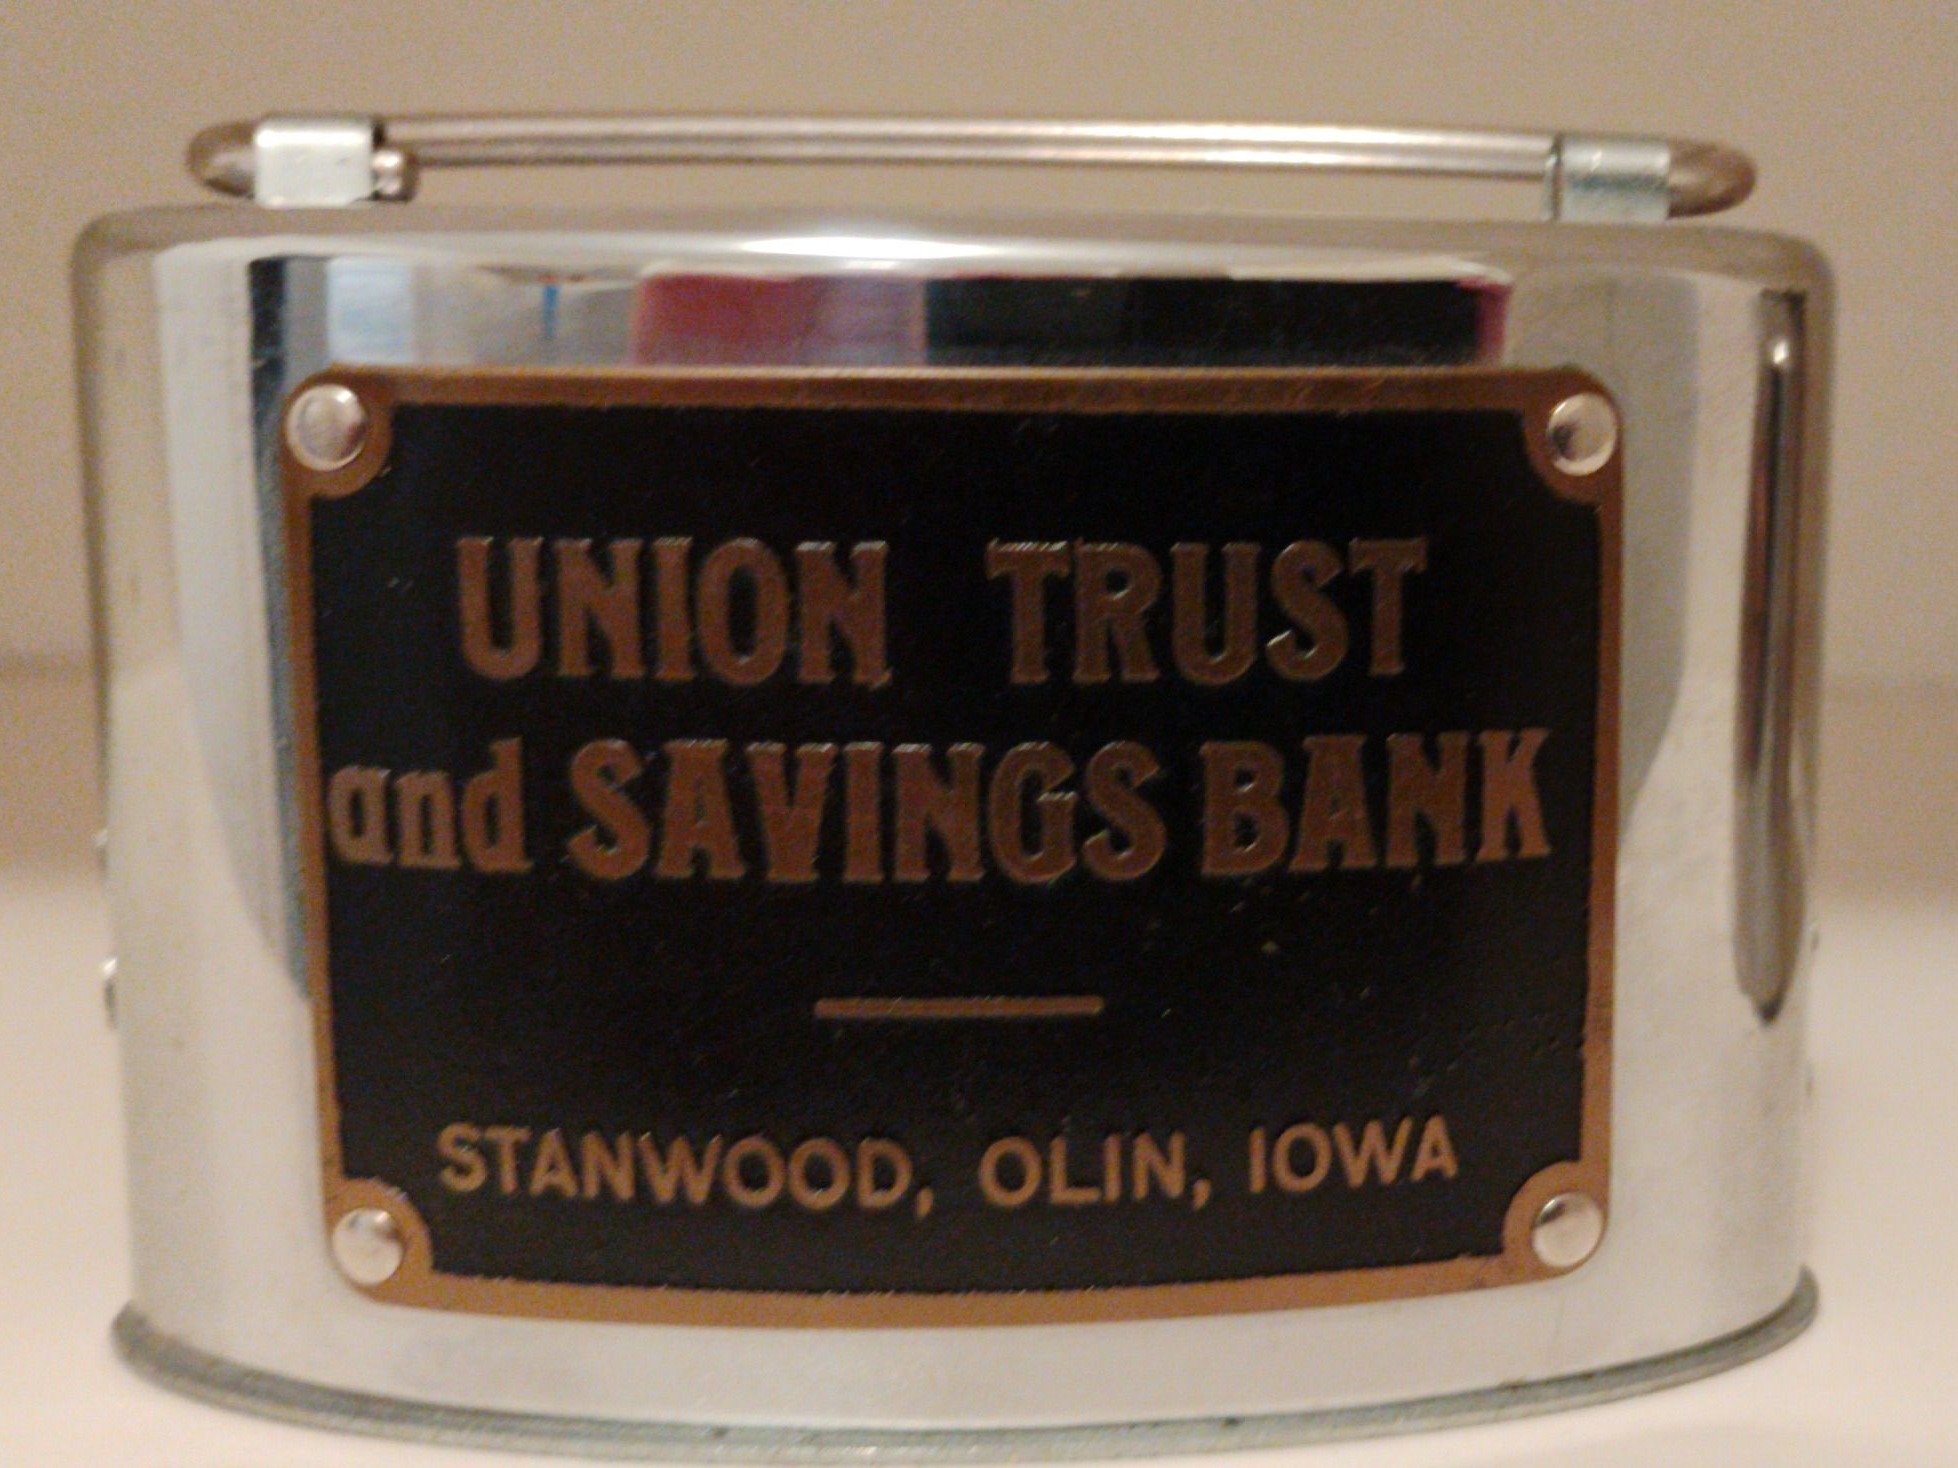 UNION TRUST
and SAVINGS BANK
STANWOOD, OLIN, IOWA